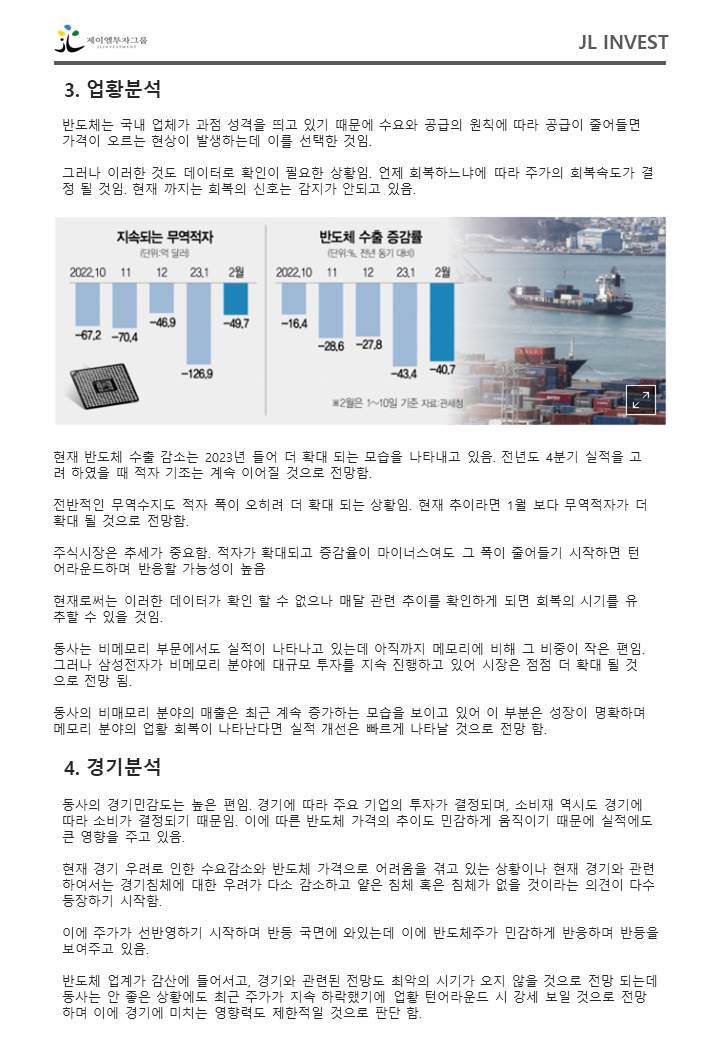 제이엘투자그룹
JLINVESTMENT
JL INVEST
3. 업황분석
반도체는 국내 업체가 과점 성격을 띄고 있기 때문에 수요와 공급의 원칙에 따라 공급이 줄어들면
가격이 오르는 현상이 발생하는데 이를 선택한 것임.
그러나 이러한 것도 데이터로 확인이 필요한 상황임. 언제 회복하느냐에 따라 주가의 회복속도가 결
정 될 것임. 현재 까지는 회복의 신호는 감지가 안되고 있음.
지속되는 무역적자
(단위:억 달러)
2022.10 11 12 23.1 2월
-67.2 -70.4 -46.9 -126.9 -49.7
반도체 수출 증감률
(단위:%, 전년 동기 대비)
2022.10 11 12 23.1 2월
-16.4 -28.6 -27.8 -43.4 -40.7
※2월은 1~10일 기준 자료:관세청
현재 반도체 수출 감소는 2023년 들어 더 확대 되는 모습을 나타내고 있음. 전년도 4분기 실적을 고
려 하였을 때 적자 기조는 계속 이어질 것으로 전망함.
전반적인 무역수지도 적자 폭이 오히려 더 확대 되는 상황임. 현재 추이라면 1월 보다 무역적자가 더
확대 될 것으로 전망함.
주식시장은 추세가 중요함. 적자가 확대되고 증감율이 마이너스여도 그 폭이 줄어들기 시작하면 턴
어라운드하며 반응할 가능성이 높음
현재로써는 이러한 데이터가 확인 할 수 없으나 매달 관련 추이를 확인하게 되면 회복의 시기를 유
추할 수 있을 것임.
동사는 비메모리 부문에서도 실적이 나타나고 있는데 아직까지 메모리에 비해 그 비중이 작은 편임.
그러나 삼성전자가 비메모리 분야에 대규모 투자를 지속 진행하고 있어 시장은 점점 더 확대 될 것
으로 전망 됨.
동사의 비매모리 분야의 매출은 최근 계속 증가하는 모습을 보이고 있어 이 부분은 성장이 명확하며
메모리 분야의 업황 회복이 나타난다면 실적 개선은 빠르게 나타날 것으로 전망 함.
4. 경기분석
동사의 경기민감도는 높은 편임. 경기에 따라 주요 기업의 투자가 결정되며, 소비재 역시도 경기에
따라 소비가 결정되기 때문임. 이에 따른 반도체 가격의 추이도 민감하게 움직이기 때문에 실적에도
큰 영향을 주고 있음.
현재 경기 우려로 인한 수요감소와 반도체 가격으로 어려움을 겪고 있는 상황이나 현재 경기와 관련
하여서는 경기침체에 대한 우려가 다소 감소하고 얕은 침체 혹은 침체가 없을 것이라는 의견이 다수
등장하기 시작함.
이에 주가가 선반영하기 시작하며 반등 국면에 와있는데 이에 반도체주가 민감하게 반응하며 반등을
보여주고 있음.
반도체 업계가 감산에 들어서고, 경기와 관련된 전망도 최악의 시기가 오지 않을 것으로 전망 되는데
동사는 안 좋은 상황에도 최근 주가가 지속 하락했기에 업황 턴어라운드 시 강세 보일 것으로 전망
하며 이에 경기에 미치는 영향력도 제한적일 것으로 판단 함.